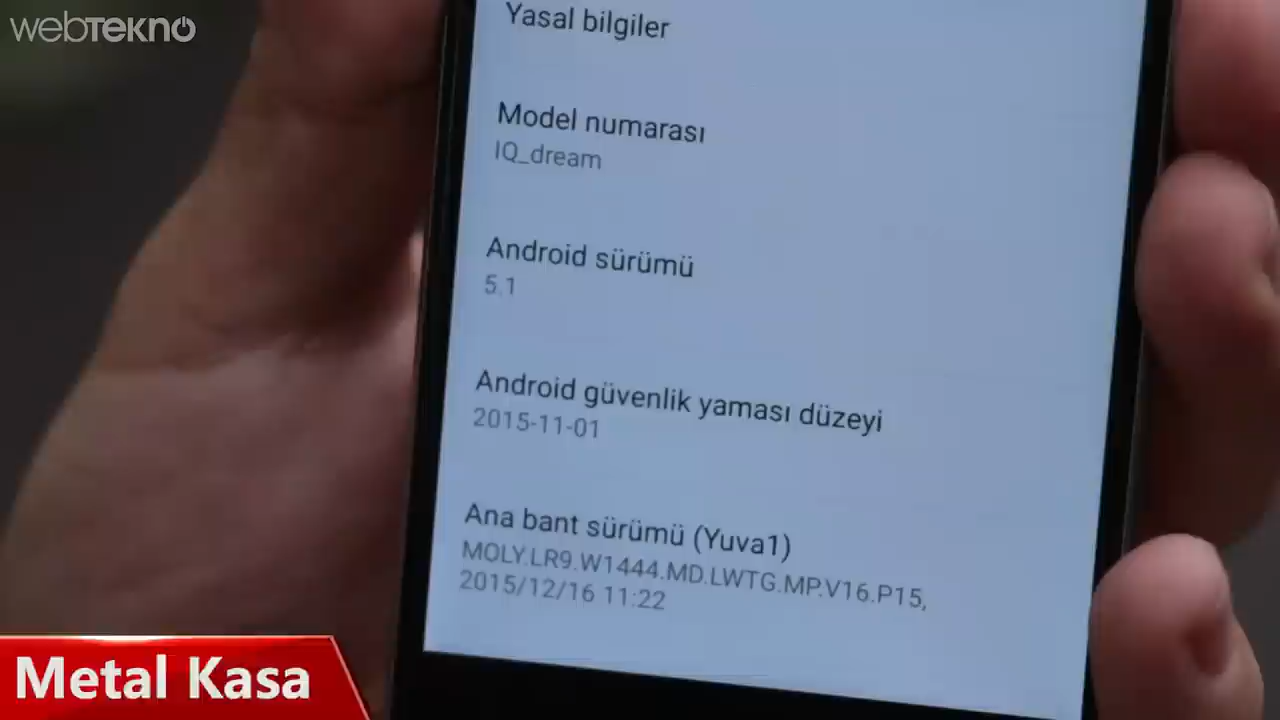 webTEKNO
Yasal bilgiler
Model numarası
IQ_dream
Android sürümü
5.1
Android güvenlik yaması düzeyi
2015-11-01
Ana bant sürümü (Yuva1)
MOLY.LR9.W1444.MD.LWTG.MP.V16.P15,
2015/12/16 11:22
Metal Kasa